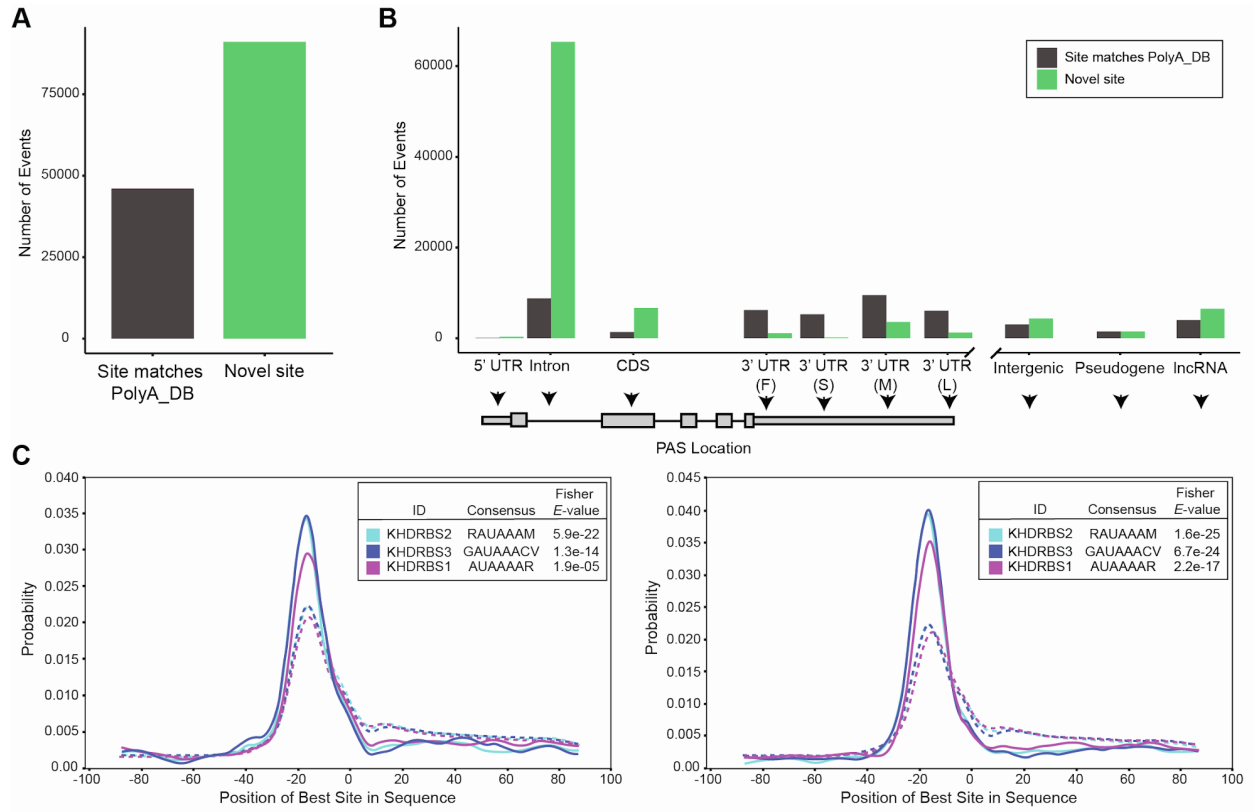 A
Number of Events
75000
50000
25000
0
Site matches
PolyA_DB
Novel site
B
Number of Events
60000
40000
20000
0
Site matches PolyA_DB
Novel site
5' UTR
Intron
CDS
3' UTR
(F)
3' UTR
(S)
3' UTR
(M)
3' UTR
(L)
Intergenic
Pseudogene
lncRNA
PAS Location
C
Probability
0.040
0.035
0.030
0.025
0.020
0.015
0.010
0.005
0.00
-100 -80 -60 -40 -20 0 20 40 60 80 100
Position of Best Site in Sequence
ID Consensus Fisher E-value
KHDRBS2 RAUAAAM 5.9e-22
KHDRBS3 GAUAAACV 1.3e-14
KHDRBS1 AUAAAAR 1.9e-05
Probability
0.045
0.040
0.035
0.030
0.025
0.020
0.015
0.010
0.005
0.00
-100 -80 -60 -40 -20 0 20 40 60 80 100
Position of Best Site in Sequence
ID Consensus Fisher E-value
KHDRBS2 RAUAAAM 1.6e-25
KHDRBS3 GAUAAACV 6.7e-24
KHDRBS1 AUAAAAR 2.2e-17